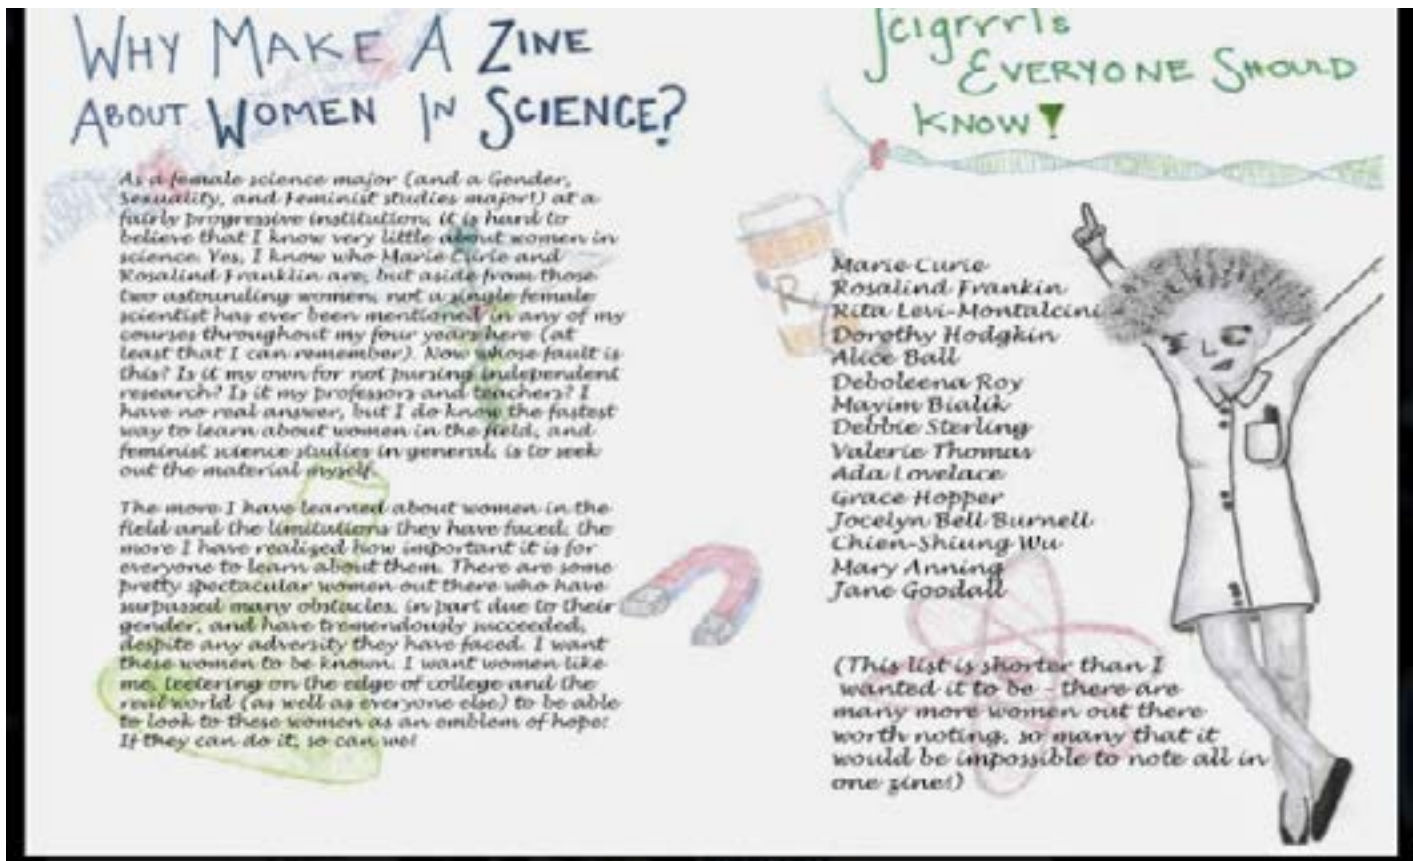 WHY MAKE A ZINE
ABOUT WOMEN IN SCIENCE?
As a female science major (and a Gender,
Sexuality, and Feminist studies major!) at a
fairly progressive institution, it is hard to
believe that I know very little about women in
science. Yes, I know who Marie Curie and
Rosalind Franklin are, but aside from those
two astounding women, not a single female
scientist has ever been mentioned in any of my
courses throughout my four years here (at
least that I can remember). Now whose fault is
this? Is it my own for not pursing independent
research? Is it my professors and teachers? I
have no real answer, but I do know the fastest
way to learn about women in the field, and
feminist science studies in general, is to seek
out the material myself.
The more I have learned about women in the
field and the limitations they have faced, the
more I have realized how important it is for
everyone to learn about them. There are some
pretty spectacular women out there who have
surpassed many obstacles, in part due to their
gender, and have tremendously succeeded,
despite any adversity they have faced. I want
these women to be known. I want women like
me, teetering on the edge of college and the
real world (as well as everyone else) to be able
to look to these women as an emblem of hope:
If they can do it, so can we!
Scigrrrls
EVERYONE SHOULD
KNOW!
R
Marie Curie
Rosalind Frankin
Rita Levi-Montalcini
Dorothy Hodgkin
Alice Ball
Deboleena Roy
Mayim Bialik
Debbie Sterling
Valerie Thomas
Ada Lovelace
Grace Hopper
Jocelyn Bell Burnell
Chien-Shiung Wu
Mary Anning
Jane Goodall
(This list is shorter than I
wanted it to be - there are
many more women out there
worth noting, so many that it
would be impossible to note all in
one zine!)